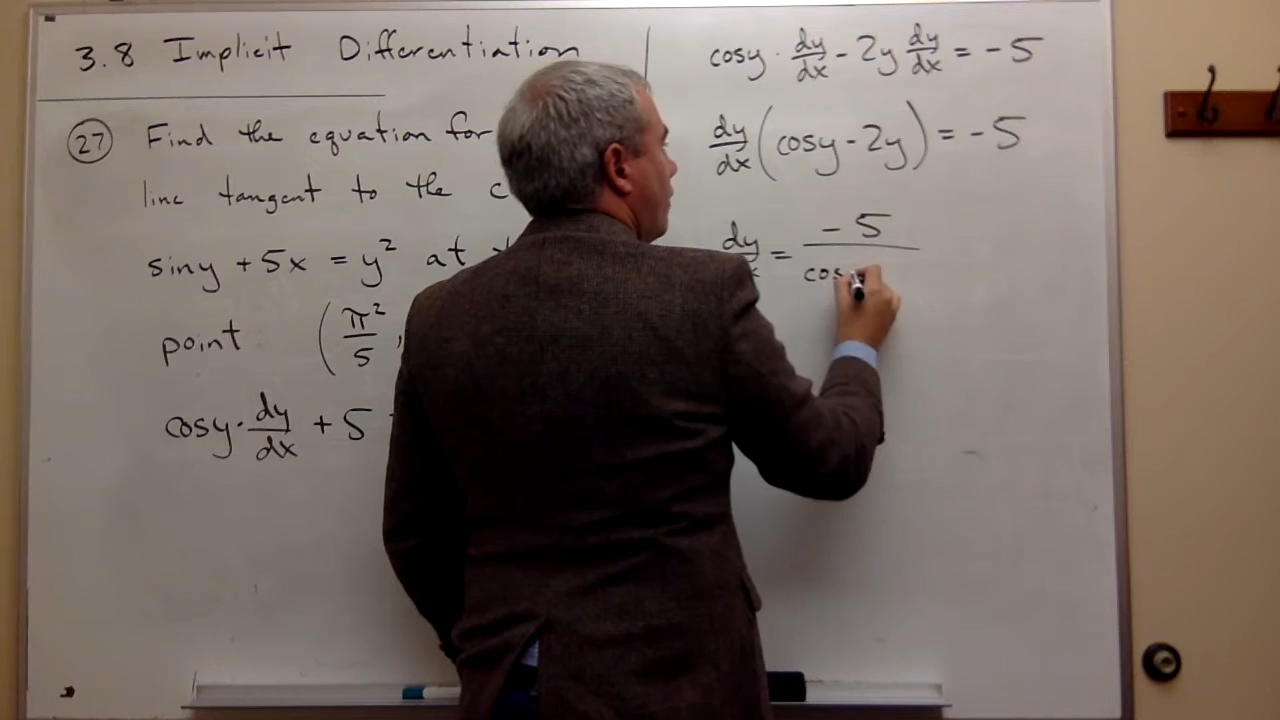 3.8 Implicit Differentiation
27 Find the equation for
line tangent to the
siny + 5x = y² at
point (π²/5,
cosy · dy/dx + 5
cosy · dy/dx - 2y dy/dx = -5
dy/dx (cosy - 2y) = -5
dy/dx = -5/cos